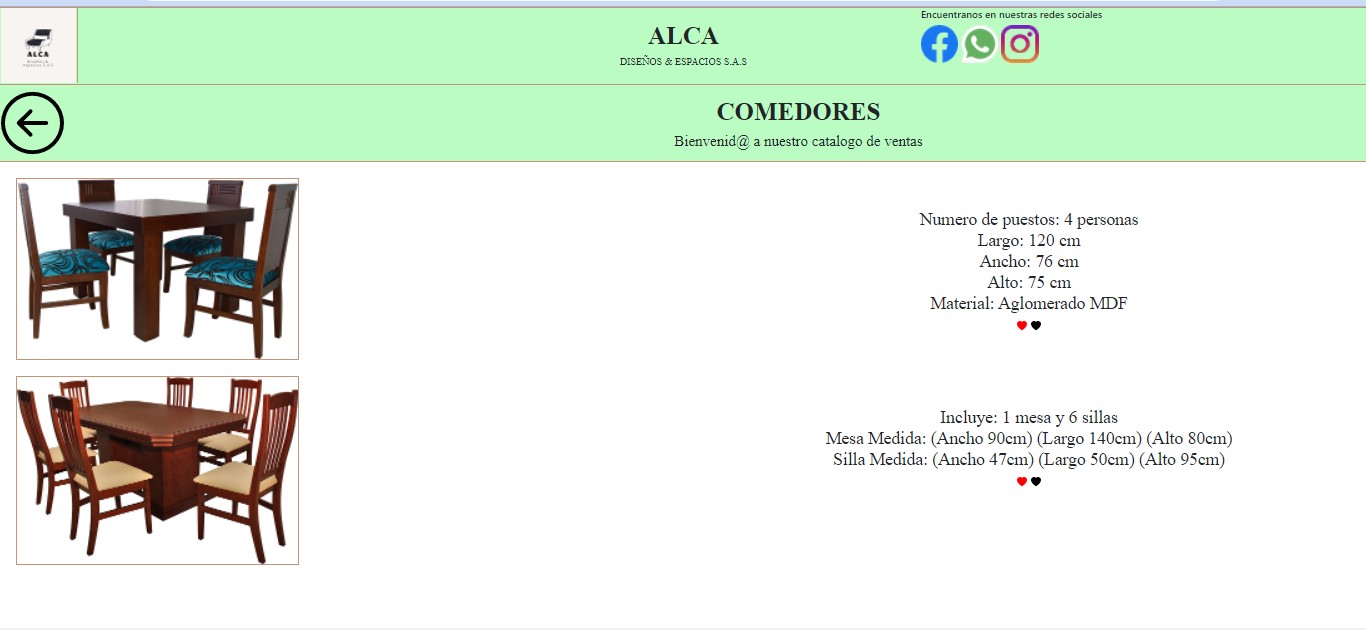 Encuentranos en nuestras redes sociales
ALCA
DISEÑOS & ESPACIOS S.A.S
ALCA
COMEDORES
Bienvenid@ a nuestro catalogo de ventas
Numero de puestos: 4 personas
Largo: 120 cm
Ancho: 76 cm
Alto: 75 cm
Material: Aglomerado MDF
Incluye: 1 mesa y 6 sillas
Mesa Medida: (Ancho 90cm) (Largo 140cm) (Alto 80cm)
Silla Medida: (Ancho 47cm) (Largo 50cm) (Alto 95cm)